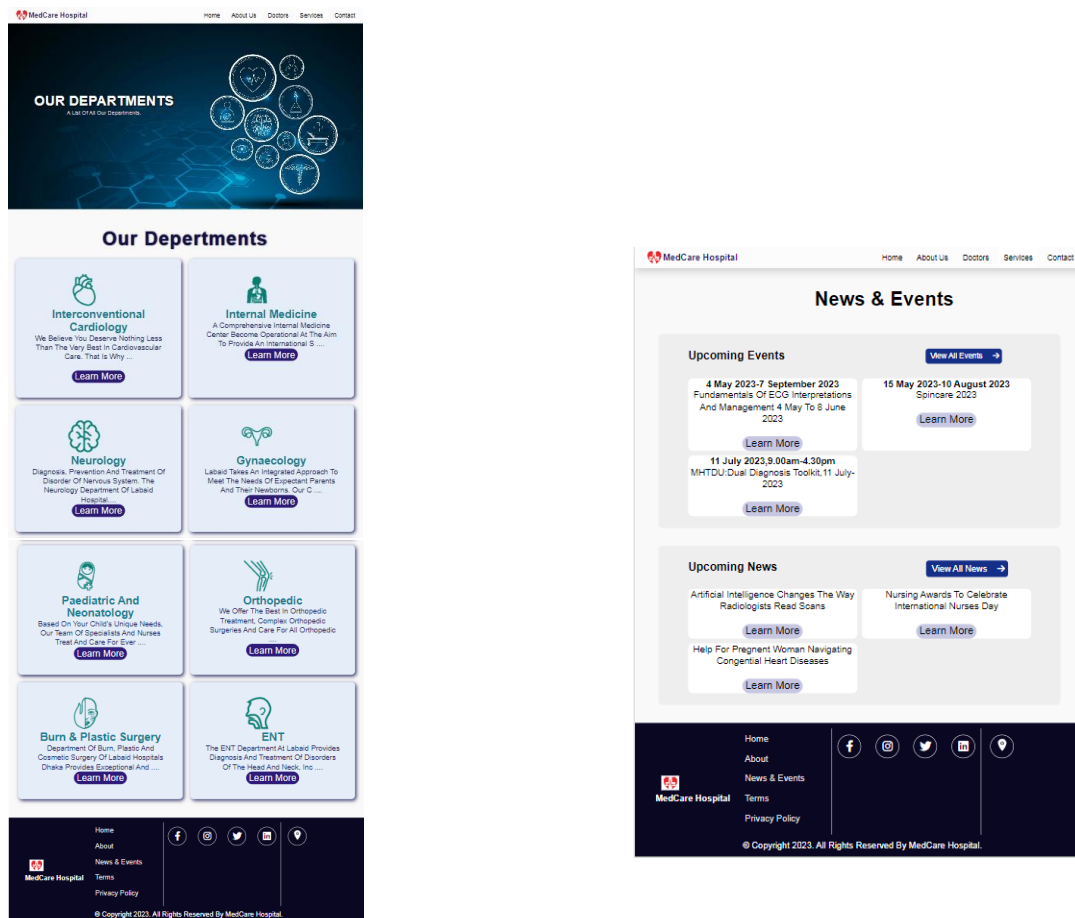 MedCare Hospital
Home About Us Doctors Services Contact
OUR DEPARTMENTS
A List Of All Our Departments.
Our Depertments
Interconventional
Cardiology
We Believe You Deserve Nothing Less
Than The Very Best In Cardiovascular
Care. That Is Why ...
Learn More
Internal Medicine
A Comprehensive Internal Medicine
Center Become Operational At The Aim
To Provide An International S ....
Learn More
Neurology
Diagnosis, Prevention And Treatment Of
Disorder Of Nervous System. The
Neurology Department Of Labaid
Hospital....
Learn More
Gynaecology
Labaid Takes An Integrated Approach To
Meet The Needs Of Expectant Parents
And Their Newborns. Our C ....
Learn More
Paediatric And
Neonatology
Based On Your Child's Unique Needs,
Our Team Of Specialists And Nurses
Treat And Care For Ever ....
Learn More
Orthopedic
We Offer The Best In Orthopedic
Treatment, Complex Orthopedic
Surgeries And Care For All Orthopedic
....
Learn More
Burn & Plastic Surgery
Department Of Burn, Plastic And
Cosmetic Surgery Of Labaid Hospitals
Dhaka Provides Exceptional And ....
Learn More
ENT
The ENT Department At Labaid Provides
Diagnosis And Treatment Of Disorders
Of The Head And Neck, Inc ....
Learn More
MedCare Hospital
Home
About
News & Events
Terms
Privacy Policy
© Copyright 2023. All Rights Reserved By MedCare Hospital.
MedCare Hospital
Home About Us Doctors Services Contact
News & Events
Upcoming Events
View All Events →
4 May 2023-7 September 2023
Fundamentals Of ECG Interpretations
And Management 4 May To 8 June
2023
Learn More
15 May 2023-10 August 2023
Spincare 2023
Learn More
11 July 2023,9.00am-4.30pm
MHTDU:Dual Diagnosis Toolkit,11 July-
2023
Learn More
Upcoming News
View All News →
Artificial Intelligence Changes The Way
Radiologists Read Scans
Learn More
Nursing Awards To Celebrate
International Nurses Day
Learn More
Help For Pregnent Woman Navigating
Congential Heart Diseases
Learn More
MedCare Hospital
Home
About
News & Events
Terms
Privacy Policy
© Copyright 2023. All Rights Reserved By MedCare Hospital.